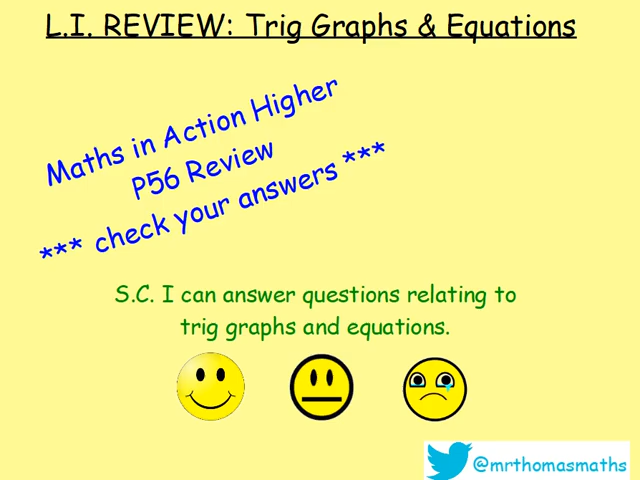 L.I. REVIEW: Trig Graphs & Equations
Maths in Action Higher
P56 Review
*** check your answers ***
S.C. I can answer questions relating to
trig graphs and equations.
@mrthomasmaths